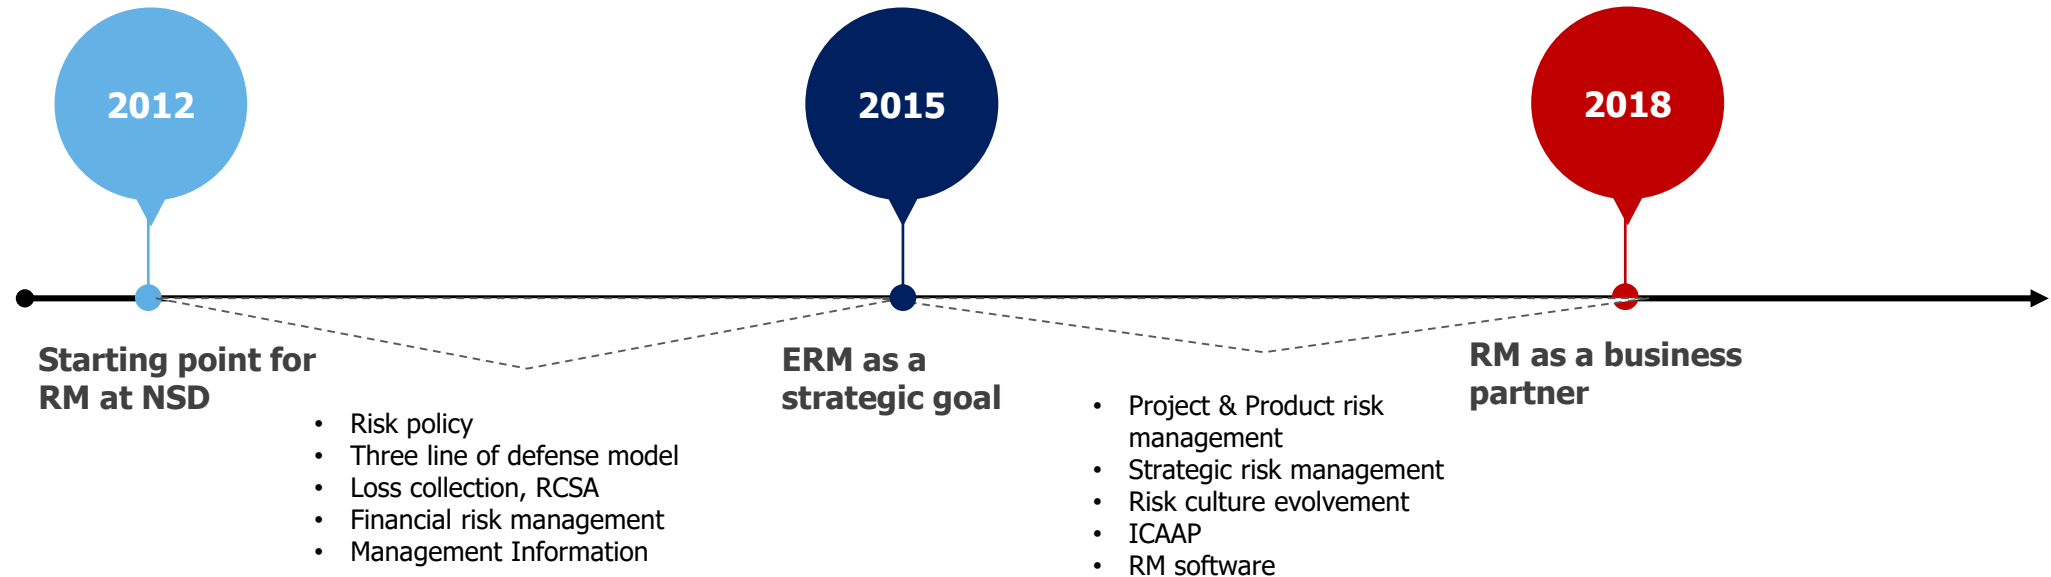 2012
2015
2018
Starting point for
RM at NSD
• Risk policy
• Three line of defense model
• Loss collection, RCSA
• Financial risk management
• Management Information
ERM as a
strategic goal
• Project & Product risk
management
• Strategic risk management
• Risk culture evolvement
• ICAAP
• RM software
RM as a business
partner